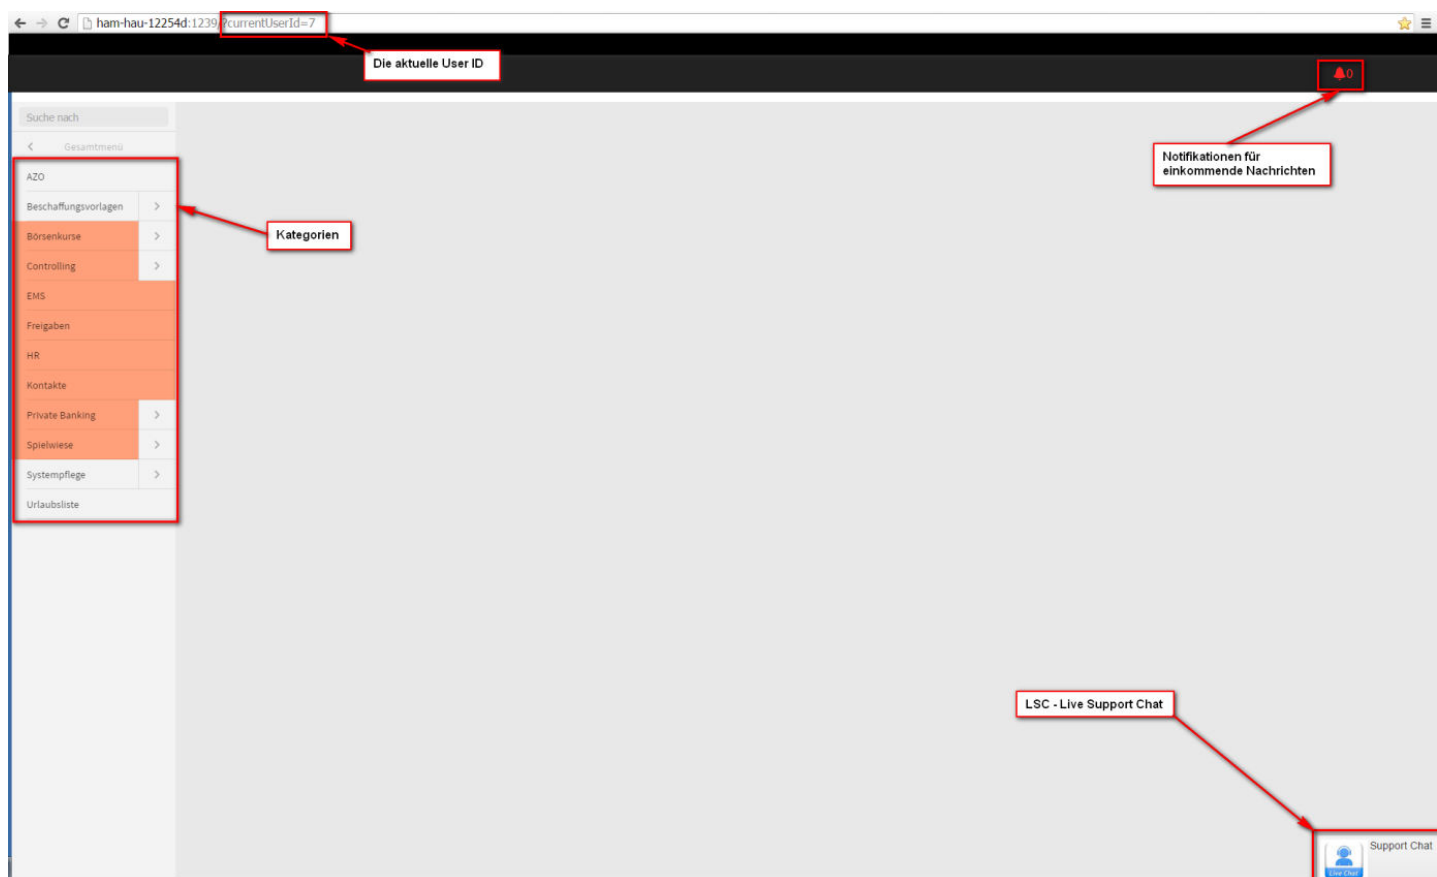 ham-hau-12254d:1239/?currentUserId=7
Die aktuelle User ID
0
Suche nach
Gesamtmenü
Notifikationen für
einkommende Nachrichten
AZO
Beschaffungsvorlagen
Börsenkurse
Kategorien
Controlling
EMS
Freigaben
HR
Kontakte
Private Banking
Spielwiese
Systempflege
Urlaubsliste
LSC - Live Support Chat
Support Chat
Live Chat